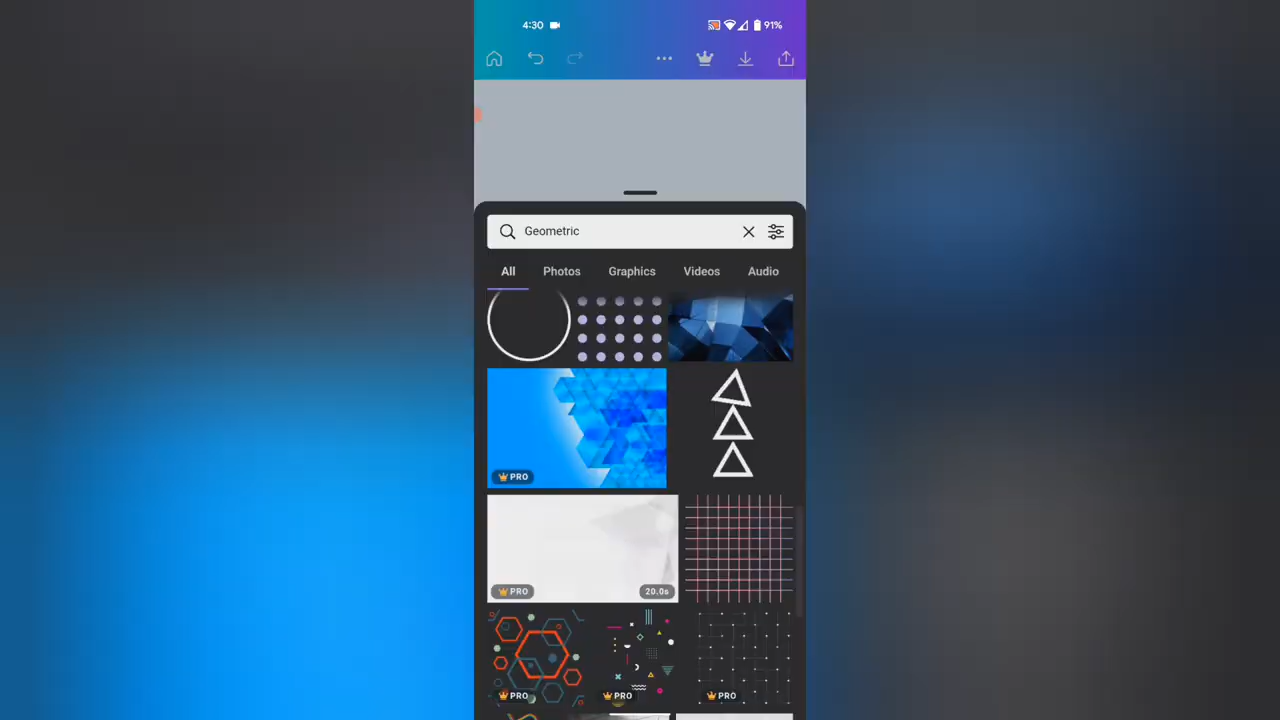 4:30
91%
Geometric
All Photos Graphics Videos Audio
PRO
PRO
20.0s
PRO
PRO
PRO